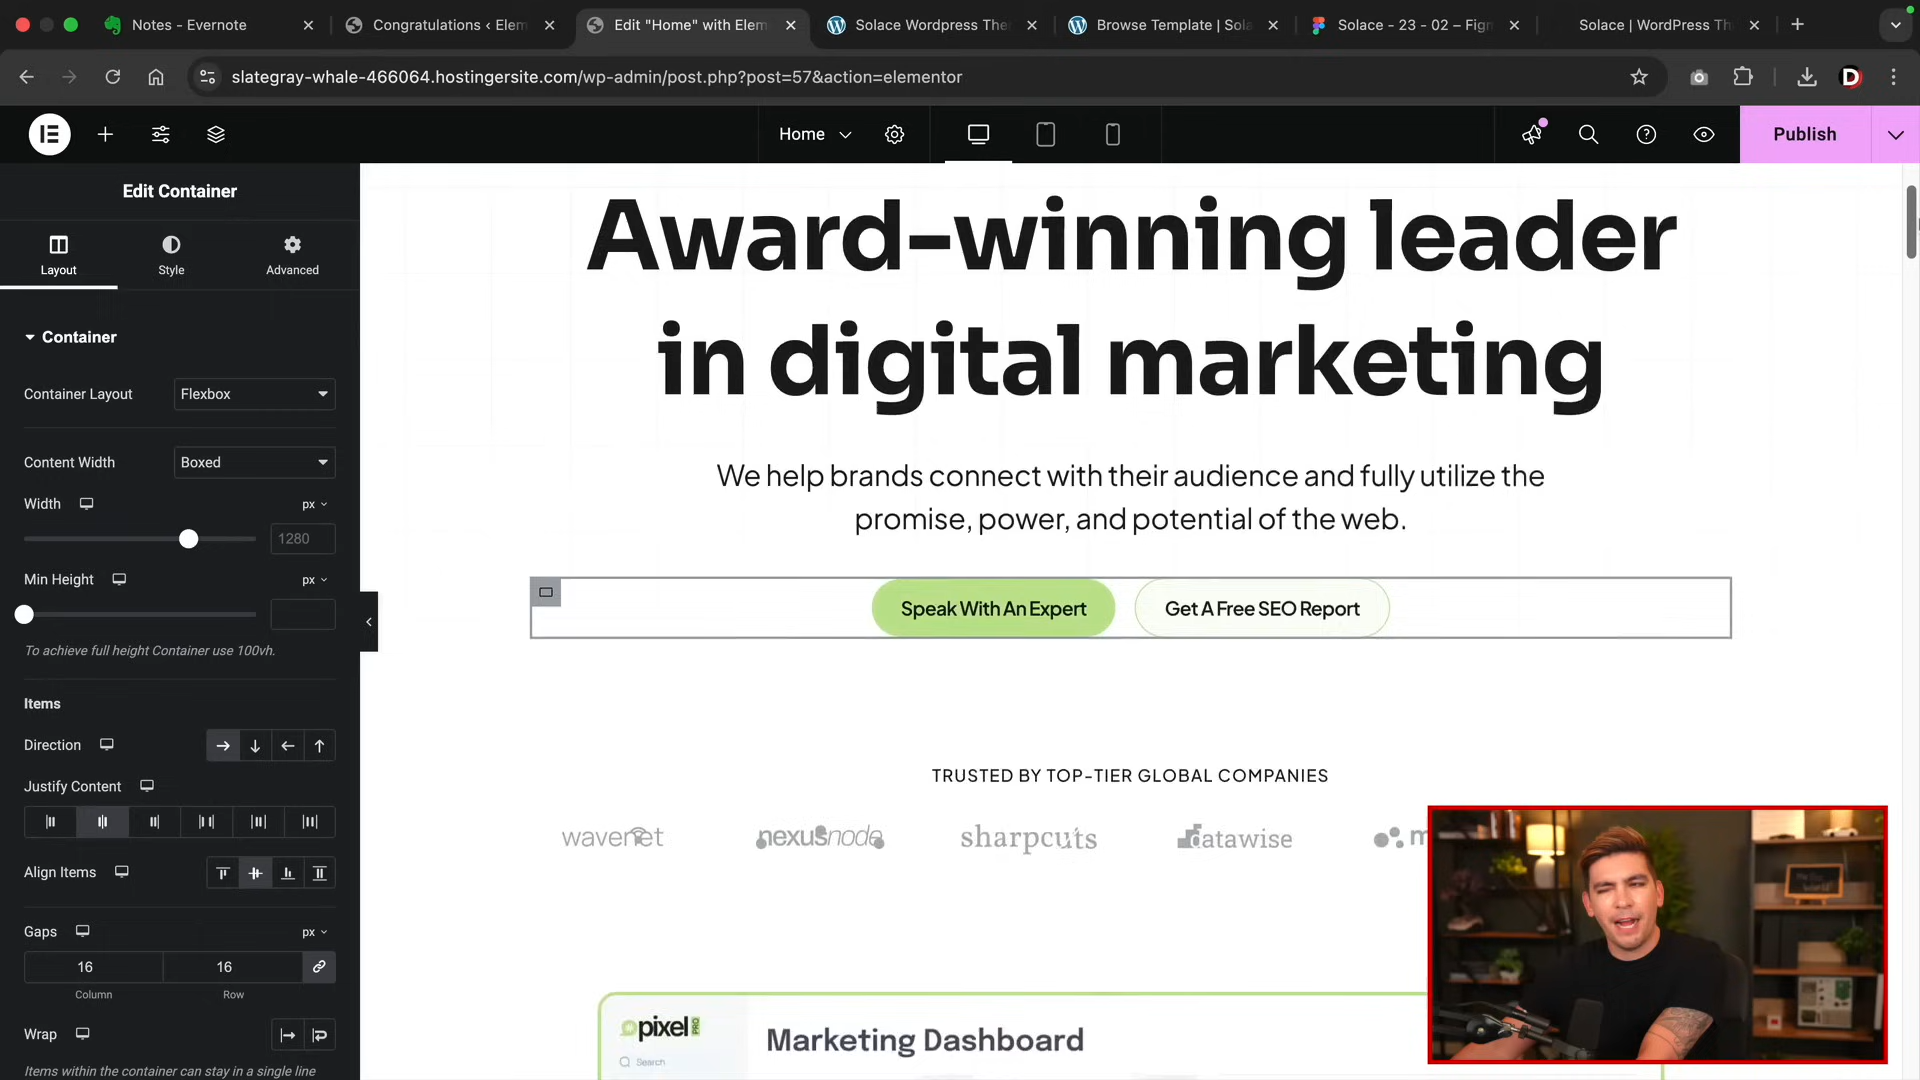 Notes - Evernote
Congratulations ‹ Elem
Edit "Home" with Elem
Solace Wordpress The
Browse Template | Sola
Solace - 23 - 02 – Figm
Solace | WordPress Th
slategray-whale-466064.hostingersite.com/wp-admin/post.php?post=57&action=elementor
Home
Publish
Edit Container
Layout
Style
Advanced
Container
Container Layout
Flexbox
Content Width
Boxed
Width
px
1280
Min Height
px
To achieve full height Container use 100vh.
Items
Direction
Justify Content
Align Items
Gaps
px
16
16
Column
Row
Wrap
Items within the container can stay in a single line
Award-winning leader
in digital marketing
We help brands connect with their audience and fully utilize the
promise, power, and potential of the web.
Speak With An Expert
Get A Free SEO Report
TRUSTED BY TOP-TIER GLOBAL COMPANIES
wavenet
nexusnode
sharpcuts
datawise
pixel PRO
Marketing Dashboard
Search